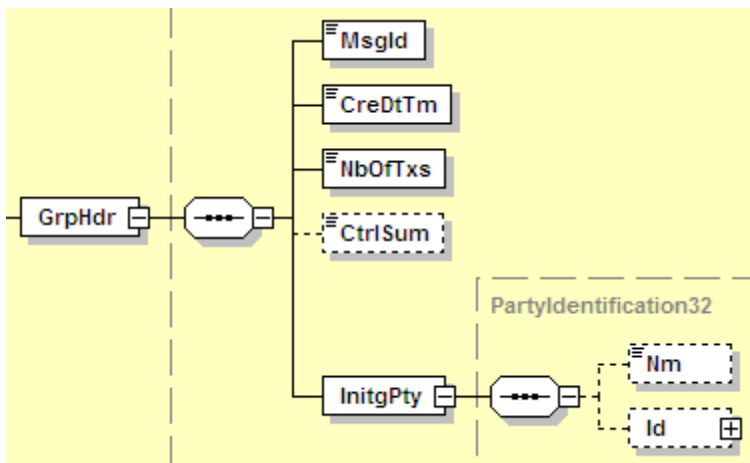 MsgId
CreDtTm
NbOfTxs
GrpHdr
CtrlSum
PartyIdentification32
Nm
InitgPty
Id